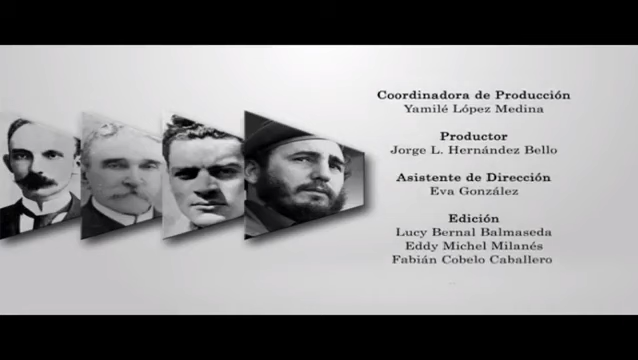 Coordinadora de Producción
Yamilé López Medina
Productor
Jorge L. Hernández Bello
Asistente de Dirección
Eva González
Edición
Lucy Bernal Balmaseda
Eddy Michel Milanés
Fabián Cobelo Caballero